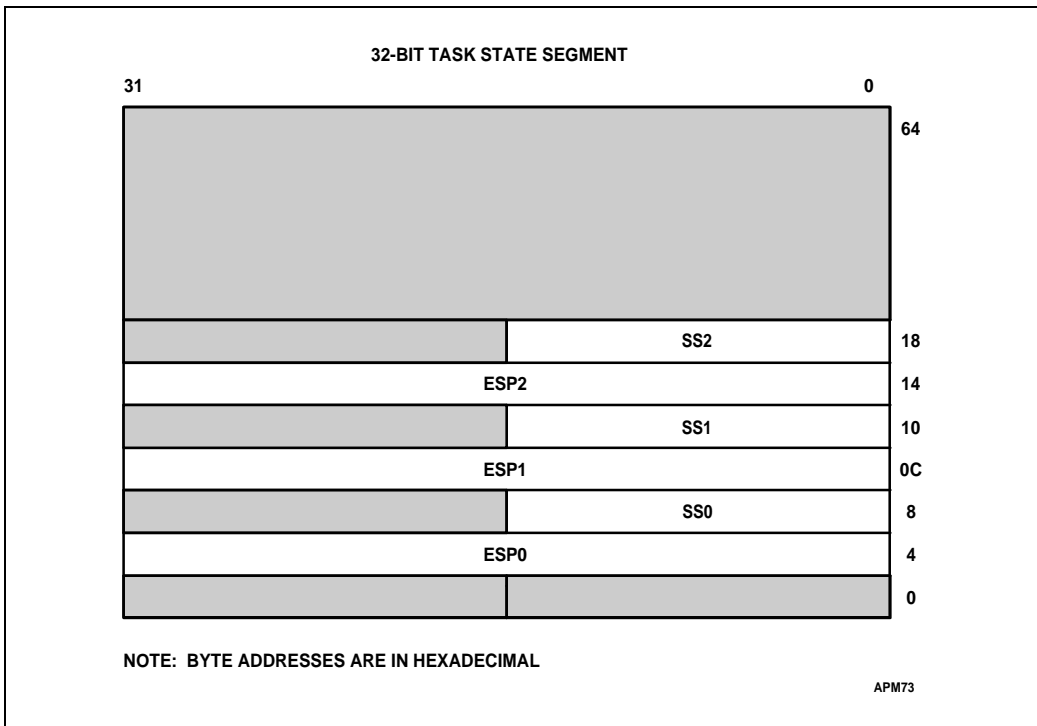 32-BIT TASK STATE SEGMENT
31 0
64
SS2 18
ESP2 14
SS1 10
ESP1 0C
SS0 8
ESP0 4
0
NOTE: BYTE ADDRESSES ARE IN HEXADECIMAL
APM73